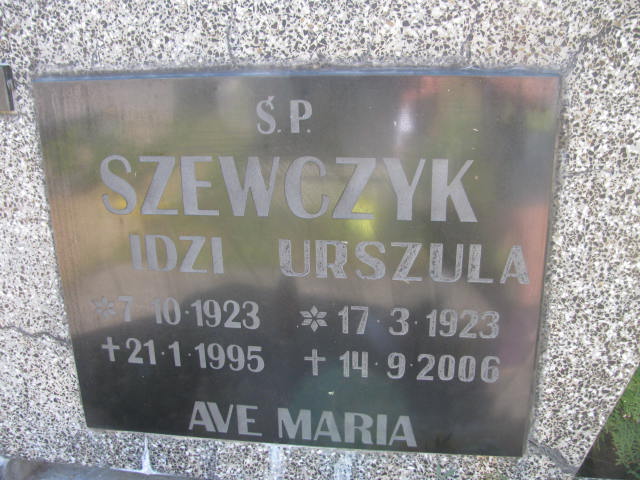 Ś.P.
SZEWCZYK
IDZI URSZULA
*7·10·1923 *17·3·1923
+21·1·1995 +14·9·2006
AVE MARIA